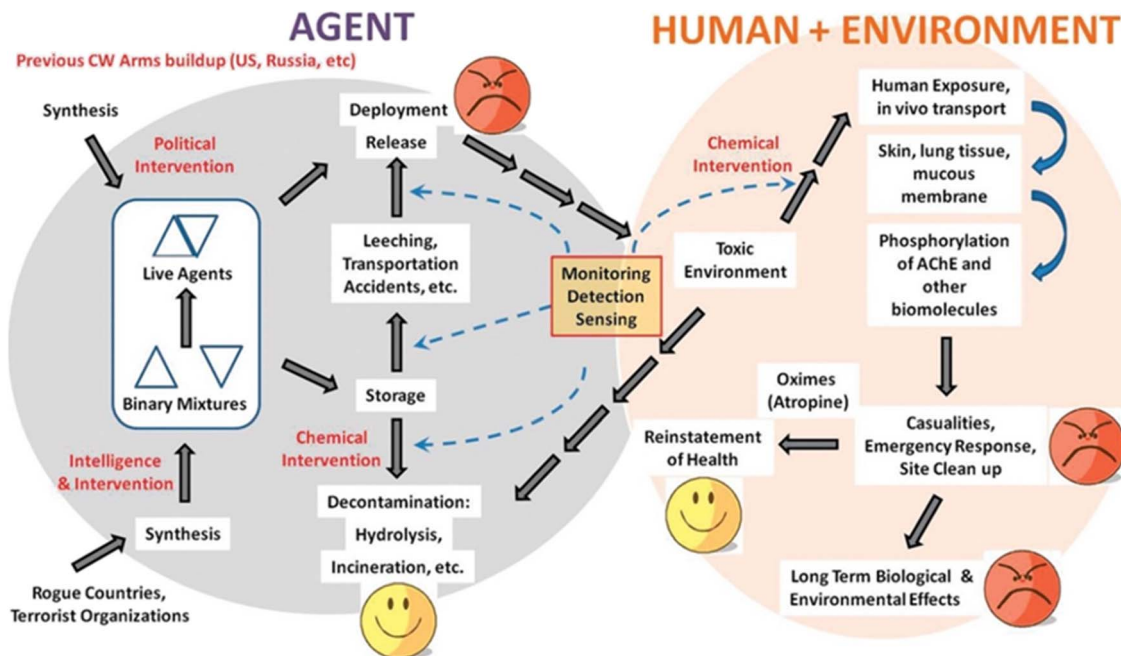 AGENT
HUMAN + ENVIRONMENT
Previous CW Arms buildup (US, Russia, etc)
Synthesis
Political
Intervention
Live Agents
Binary Mixtures
Intelligence
& Intervention
Synthesis
Rogue Countries,
Terrorist Organizations
Deployment
Release
Leeching,
Transportation
Accidents, etc.
Storage
Chemical
Intervention
Decontamination:
Hydrolysis,
Incineration, etc.
Monitoring
Detection
Sensing
Chemical
Intervention
Toxic
Environment
Human Exposure,
in vivo transport
Skin, lung tissue,
mucous
membrane
Phosphorylation
of AChE and
other
biomolecules
Oximes
(Atropine)
Casualities,
Emergency Response,
Site Clean up
Reinstatement
of Health
Long Term Biological &
Environmental Effects